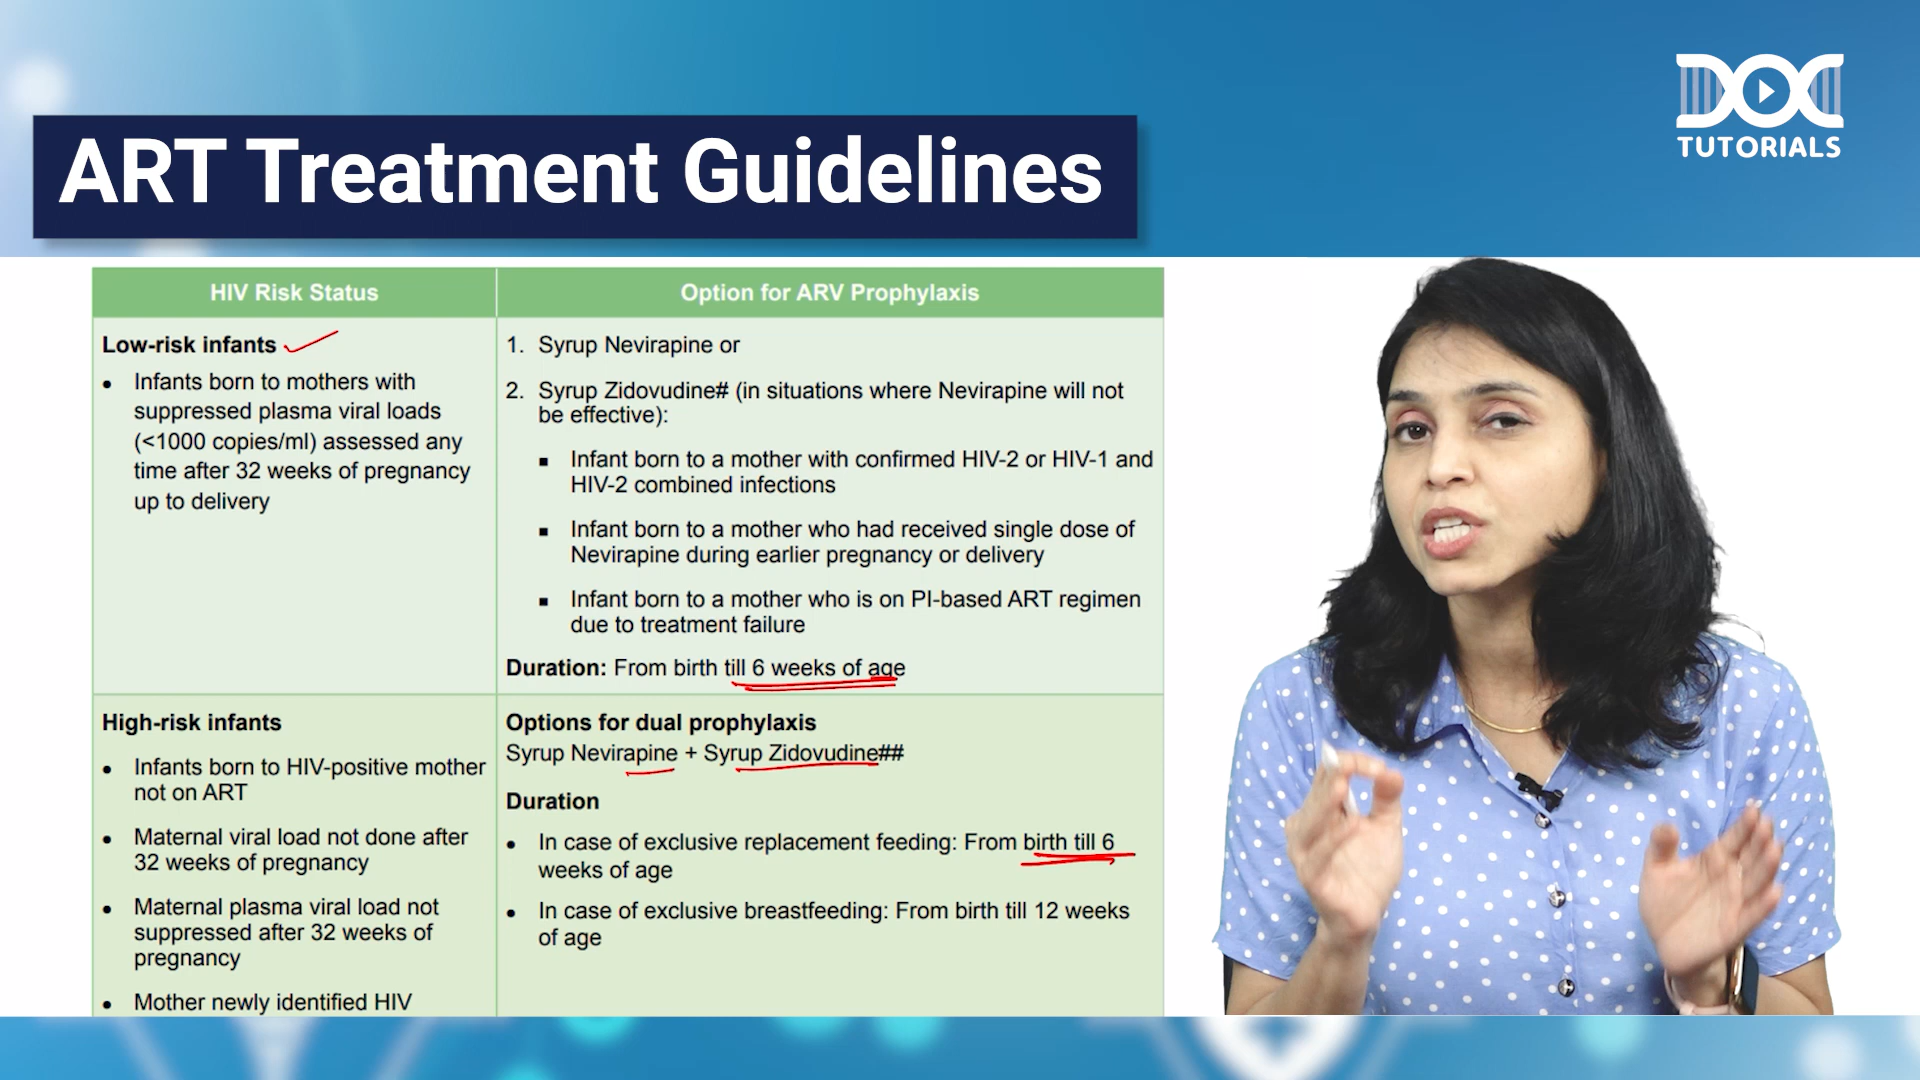 DOC
TUTORIALS
ART Treatment Guidelines
HIV Risk Status
Option for ARV Prophylaxis
Low-risk infants
• Infants born to mothers with
suppressed plasma viral loads
(<1000 copies/ml) assessed any
time after 32 weeks of pregnancy
up to delivery
1. Syrup Nevirapine or
2. Syrup Zidovudine# (in situations where Nevirapine will not
be effective):
▪ Infant born to a mother with confirmed HIV-2 or HIV-1 and
HIV-2 combined infections
▪ Infant born to a mother who had received single dose of
Nevirapine during earlier pregnancy or delivery
▪ Infant born to a mother who is on PI-based ART regimen
due to treatment failure
Duration: From birth till 6 weeks of age
High-risk infants
• Infants born to HIV-positive mother
not on ART
• Maternal viral load not done after
32 weeks of pregnancy
• Maternal plasma viral load not
suppressed after 32 weeks of
pregnancy
• Mother newly identified HIV
Options for dual prophylaxis
Syrup Nevirapine + Syrup Zidovudine##
Duration
• In case of exclusive replacement feeding: From birth till 6
weeks of age
• In case of exclusive breastfeeding: From birth till 12 weeks
of age